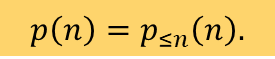 p(n) = p≤n(n).